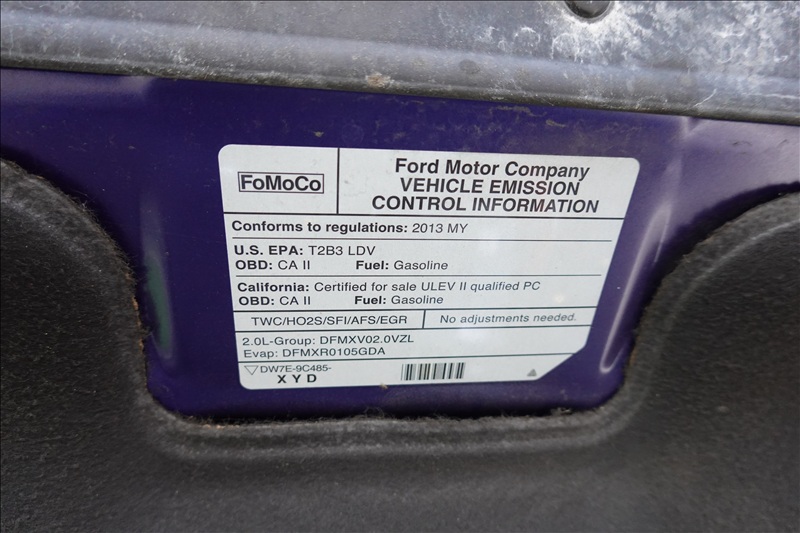 FoMoCo
Ford Motor Company
VEHICLE EMISSION
CONTROL INFORMATION
Conforms to regulations: 2013 MY
U.S. EPA: T2B3 LDV
OBD: CA II Fuel: Gasoline
California: Certified for sale ULEV II qualified PC
OBD: CA II Fuel: Gasoline
TWC/HO2S/SFI/AFS/EGR No adjustments needed.
2.0L-Group: DFMXV02.0VZL
Evap: DFMXR0105GDA
DW7E-9C485-
XYD